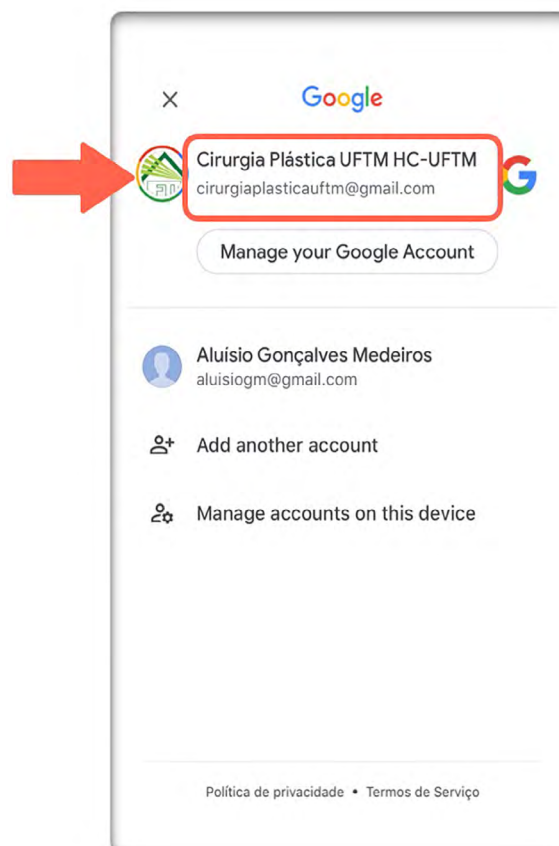 Google
Cirurgia Plástica UFTM HC-UFTM
cirurgiaplasticauftm@gmail.com
G
Manage your Google Account
Aluísio Gonçalves Medeiros
aluisiogm@gmail.com
Add another account
Manage accounts on this device
Política de privacidade • Termos de Serviço